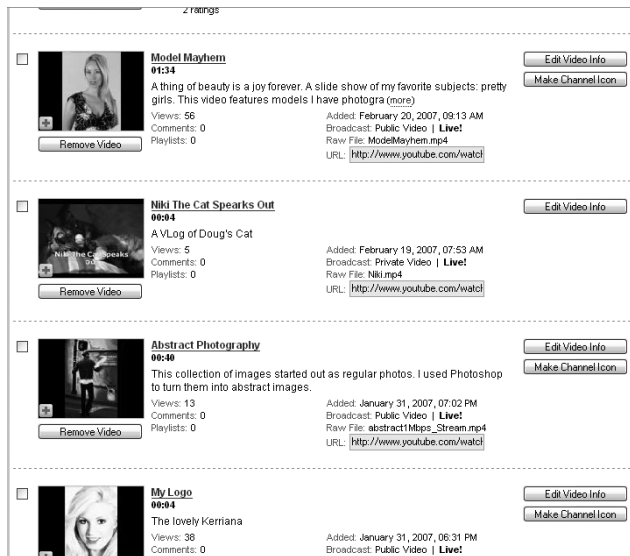 2 ratings
Model Mayhem
01:34
A thing of beauty is a joy forever. A slide show of my favorite subjects: pretty
girls. This video features models I have photogra (more)
Views: 56
Comments: 0
Playlists: 0
Added: February 20, 2007, 09:13 AM
Broadcast: Public Video | Live!
Raw File: ModelMayhem.mp4
URL: http://www.youtube.com/watcl
Remove Video
Edit Video Info
Make Channel Icon
Niki The Cat Spearks Out
00:04
A VLog of Doug's Cat
Views: 5
Comments: 0
Playlists: 0
Added: February 19, 2007, 07:53 AM
Broadcast: Private Video | Live!
Raw File: Niki.mp4
URL: http://www.youtube.com/watcl
Niki The Cat Speaks
Remove Video
Edit Video Info
Abstract Photography
00:40
This collection of images started out as regular photos. I used Photoshop
to turn them into abstract images.
Views: 13
Comments: 0
Playlists: 0
Added: January 31, 2007, 07:02 PM
Broadcast: Public Video | Live!
Raw File: abstract1Mbps_Stream.mp4
URL: http://www.youtube.com/watcl
Remove Video
Edit Video Info
Make Channel Icon
My Logo
00:04
The lovely Kerriana
Views: 38
Comments: 0
Added: January 31, 2007, 06:31 PM
Broadcast: Public Video | Live!
Edit Video Info
Make Channel Icon